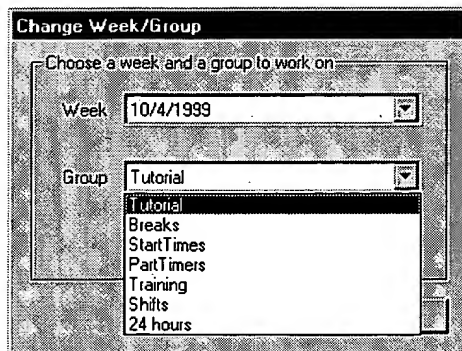 Change Week/Group
Choose a week and a group to work on
Week 10/4/1999
Group Tutorial
Tutorial
Breaks
StartTimes
PartTimers
Training
Shifts
24 hours